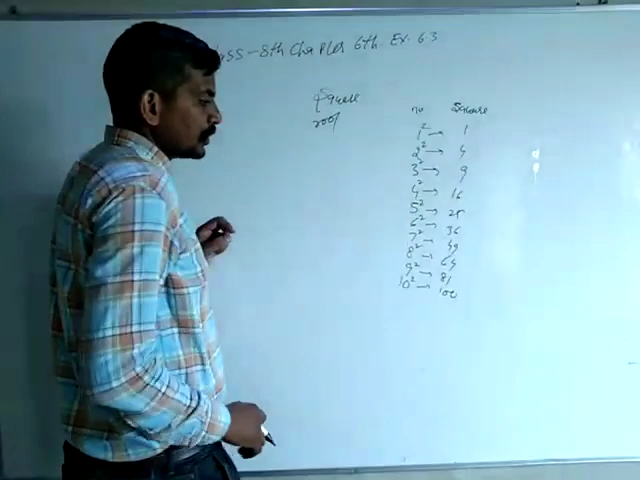 ss-8th Chapter 6th. Ex. 6.3
Square
root
no Square
1² → 1
2² → 4
3² → 9
4² → 16
5² → 25
6² → 36
7² → 49
8² → 64
9² → 81
10² → 100